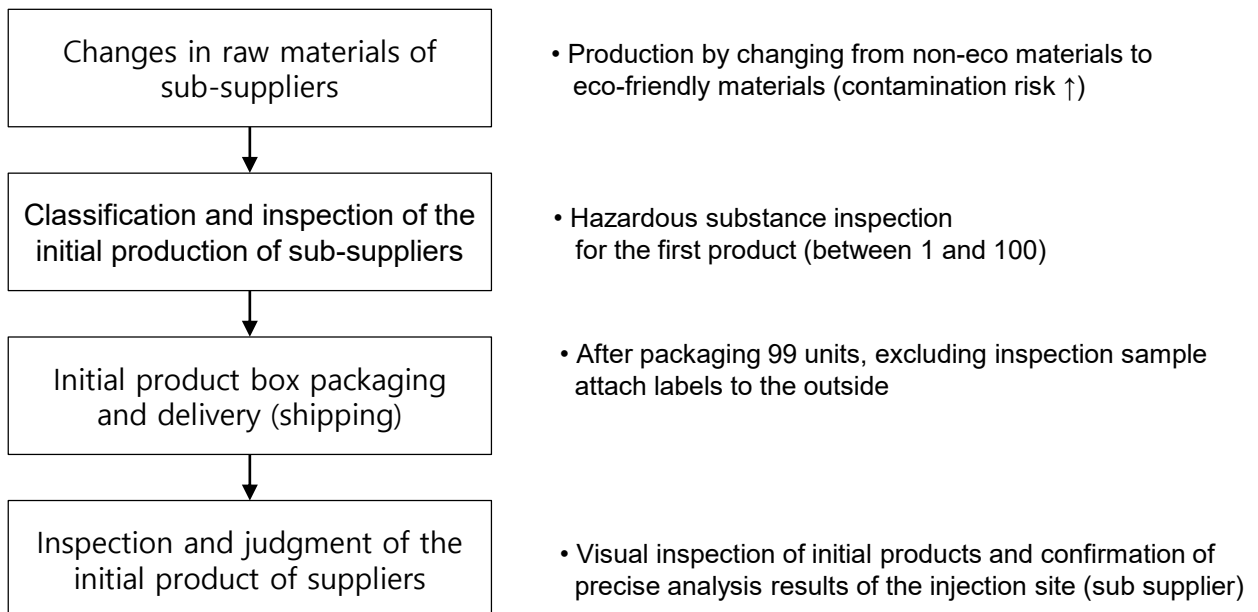 Changes in raw materials of
sub-suppliers
• Production by changing from non-eco materials to
eco-friendly materials (contamination risk ↑)
Classification and inspection of the
initial production of sub-suppliers
• Hazardous substance inspection
for the first product (between 1 and 100)
Initial product box packaging
and delivery (shipping)
• After packaging 99 units, excluding inspection sample
attach labels to the outside
Inspection and judgment of the
initial product of suppliers
• Visual inspection of initial products and confirmation of
precise analysis results of the injection site (sub supplier)